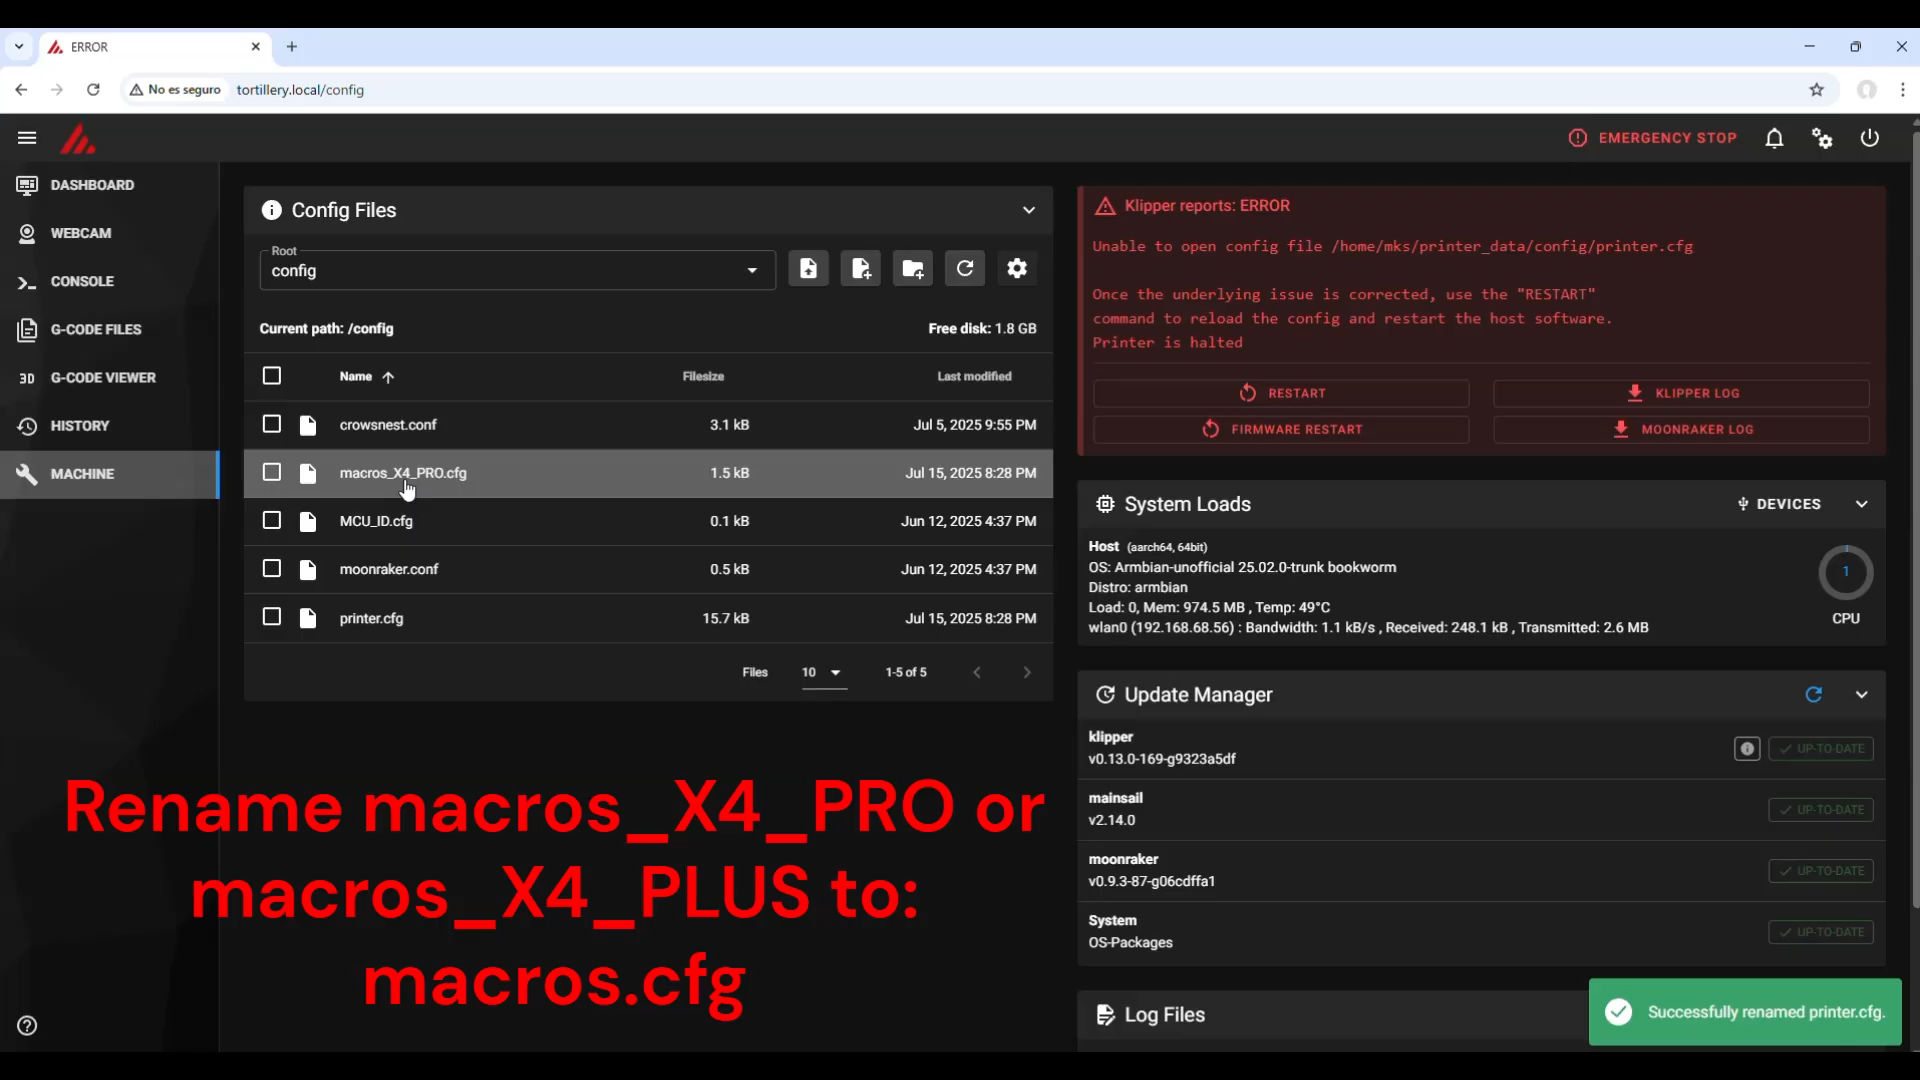 ERROR
No es seguro
tortillery.local/config
EMERGENCY STOP
DASHBOARD
WEBCAM
CONSOLE
G-CODE FILES
3D G-CODE VIEWER
HISTORY
MACHINE
Config Files
Root
config
Current path: /config
Free disk: 1.8 GB
Name Filesize Last modified
crowsnest.conf 3.1 kB Jul 5, 2025 9:55 PM
macros_X4_PRO.cfg 1.5 kB Jul 15, 2025 8:28 PM
MCU_ID.cfg 0.1 kB Jun 12, 2025 4:37 PM
moonraker.conf 0.5 kB Jun 12, 2025 4:37 PM
printer.cfg 15.7 kB Jul 15, 2025 8:28 PM
Files 10 1-5 of 5
Rename macros_X4_PRO or
macros_X4_PLUS to:
macros.cfg
Klipper reports: ERROR
Unable to open config file /home/mks/printer_data/config/printer.cfg
Once the underlying issue is corrected, use the "RESTART"
command to reload the config and restart the host software.
Printer is halted
RESTART
KLIPPER LOG
FIRMWARE RESTART
MOONRAKER LOG
System Loads
DEVICES
Host (aarch64, 64bit)
OS: Armbian-unofficial 25.02.0-trunk bookworm
Distro: armbian
Load: 0, Mem: 974.5 MB , Temp: 49°C
wlan0 (192.168.68.56) : Bandwidth: 1.1 kB/s , Received: 248.1 kB , Transmitted: 2.6 MB
1
CPU
Update Manager
klipper
v0.13.0-169-g9323a5df
UP-TO-DATE
mainsail
v2.14.0
UP-TO-DATE
moonraker
v0.9.3-87-g06cdffa1
UP-TO-DATE
System
OS-Packages
UP-TO-DATE
Log Files
Successfully renamed printer.cfg.